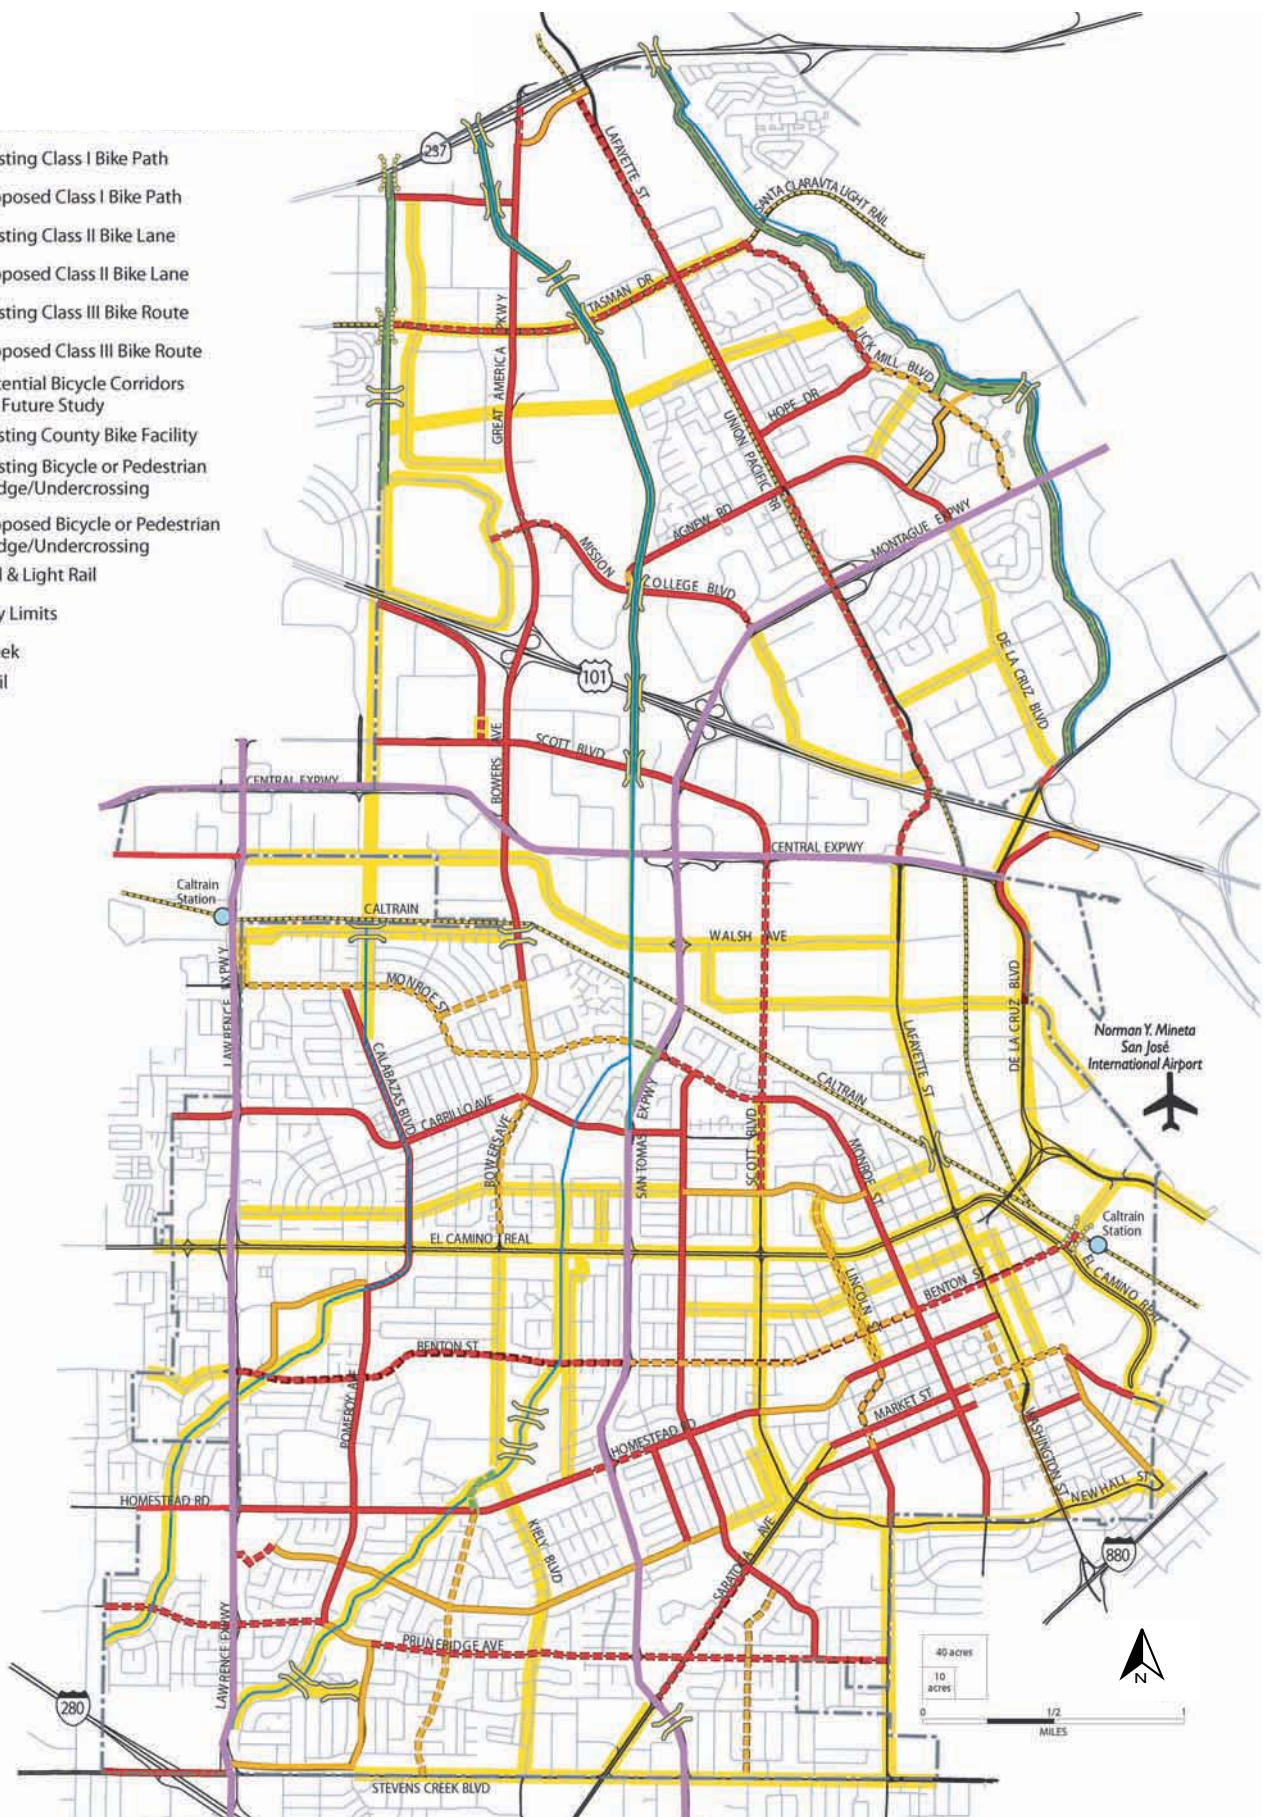 sting Class I Bike Path
posed Class I Bike Path
sting Class II Bike Lane
posed Class II Bike Lane
sting Class III Bike Route
posed Class III Bike Route
ential Bicycle Corridors
Future Study
sting County Bike Facility
sting Bicycle or Pedestrian
dge/Undercrossing
posed Bicycle or Pedestrian
dge/Undercrossing
l & Light Rail
y Limits
ek
il
237
LAFAYETTE ST
SANTA CLARA VTA LIGHT RAIL
TASMAN DR
GREAT AMERICA PKWY
LICK MILL BLVD
HOPE DR
UNION PACIFIC RR
AGNEW RD
MONTAGUE EXPWY
MISSION COLLEGE BLVD
DE LA CRUZ BLVD
101
SCOTT BLVD
BOWERS AVE
CENTRAL EXPWY
CENTRAL EXPWY
Caltrain
Station
CALTRAIN
WALSH AVE
LAWRENCE EXPWY
MONROE ST
DE LA CRUZ BLVD
LAFAYETTE ST
Norman Y. Mineta
San José
International Airport
CALABAZAS BLVD
CABRILLO AVE
CALTRAIN
SAN TOMAS EXPWY
BOWERS AVE
SCOTT BLVD
MONROE ST
Caltrain
Station
EL CAMINO REAL
EL CAMINO REAL
LINCOLN S
BENTON ST
BENTON ST
POMEROY AVE
MARKET ST
HOMESTEAD RD
WASHINGTON ST
NEWHALL ST
HOMESTEAD RD
KIELY BLVD
SARATOGA AVE
880
LAWRENCE EXPWY
PRUNERIDGE AVE
40 acres
10
acres
N
280
0 1/2 1
MILES
STEVENS CREEK BLVD